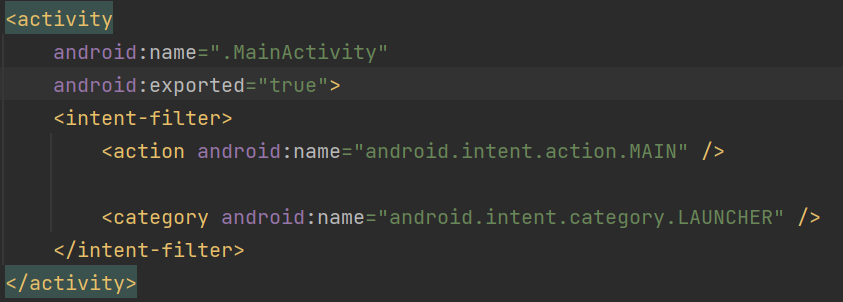 <activity
android:name=".MainActivity"
android:exported="true">
<intent-filter>
<action android:name="android.intent.action.MAIN" />
<category android:name="android.intent.category.LAUNCHER" />
</intent-filter>
</activity>